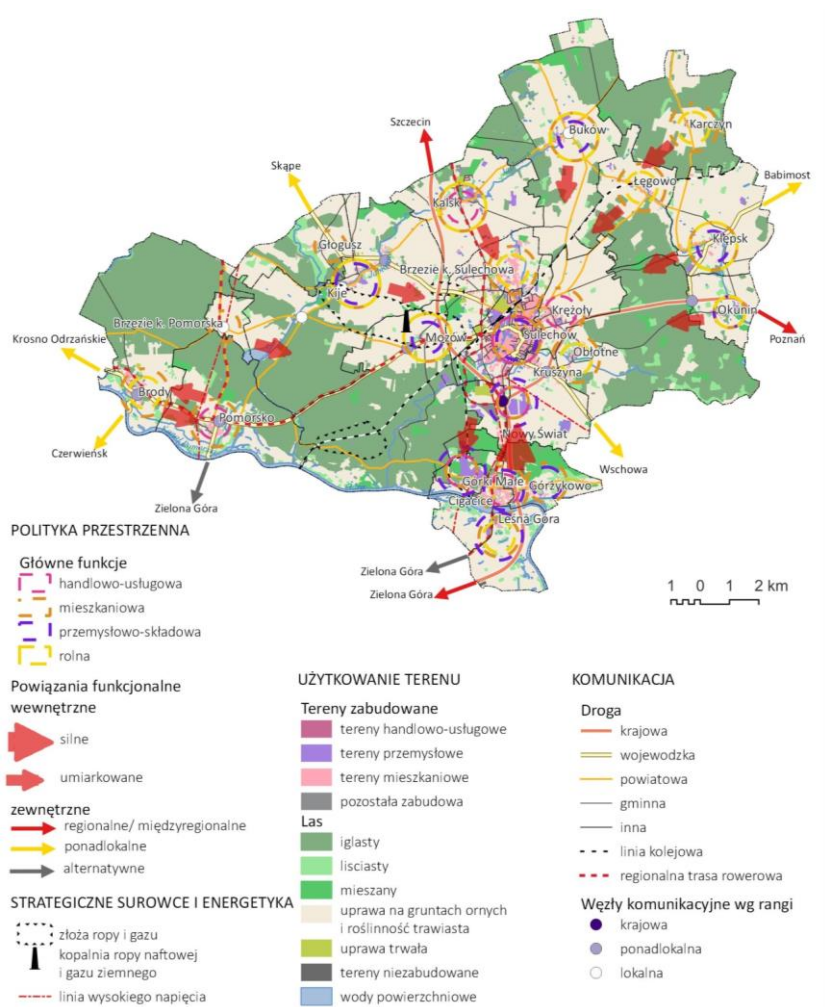 Szczecin
Skąpe
Buków
Karczyn
Babimost
Łęgowo
Kalsk
Klępsk
Głogusz
Brzezie k. Sulechowa
Kije
Krężoły
Okunin
Brzezie k. Pomorska
Mozów
Sulechów
Krosno Odrzańskie
Obłotne
Poznań
Kruszyna
Brody
Pomorsko
Nowy Świat
Czerwieńsk
Wschowa
Górki Małe
Górzykowo
Cigacice
Zielona Góra
Leśna Góra
Zielona Góra
Zielona Góra
1 0 1 2 km
POLITYKA PRZESTRZENNA
Główne funkcje
handlowo-usługowa
mieszkaniowa
przemysłowo-składowa
rolna
Powiązania funkcjonalne
wewnętrzne
silne
umiarkowane
zewnętrzne
regionalne/ międzyregionalne
ponadlokalne
alternatywne
STRATEGICZNE SUROWCE I ENERGETYKA
złoża ropy i gazu
kopalnia ropy naftowej
i gazu ziemnego
linia wysokiego napięcia
UŻYTKOWANIE TERENU
Tereny zabudowane
tereny handlowo-usługowe
tereny przemysłowe
tereny mieszkaniowe
pozostała zabudowa
Las
iglasty
lisciasty
mieszany
uprawa na gruntach ornych
i roślinność trawiasta
uprawa trwała
tereny niezabudowane
wody powierzchniowe
KOMUNIKACJA
Droga
krajowa
wojewodzka
powiatowa
gminna
inna
linia kolejowa
regionalna trasa rowerowa
Węzły komunikacyjne wg rangi
krajowa
ponadlokalna
lokalna